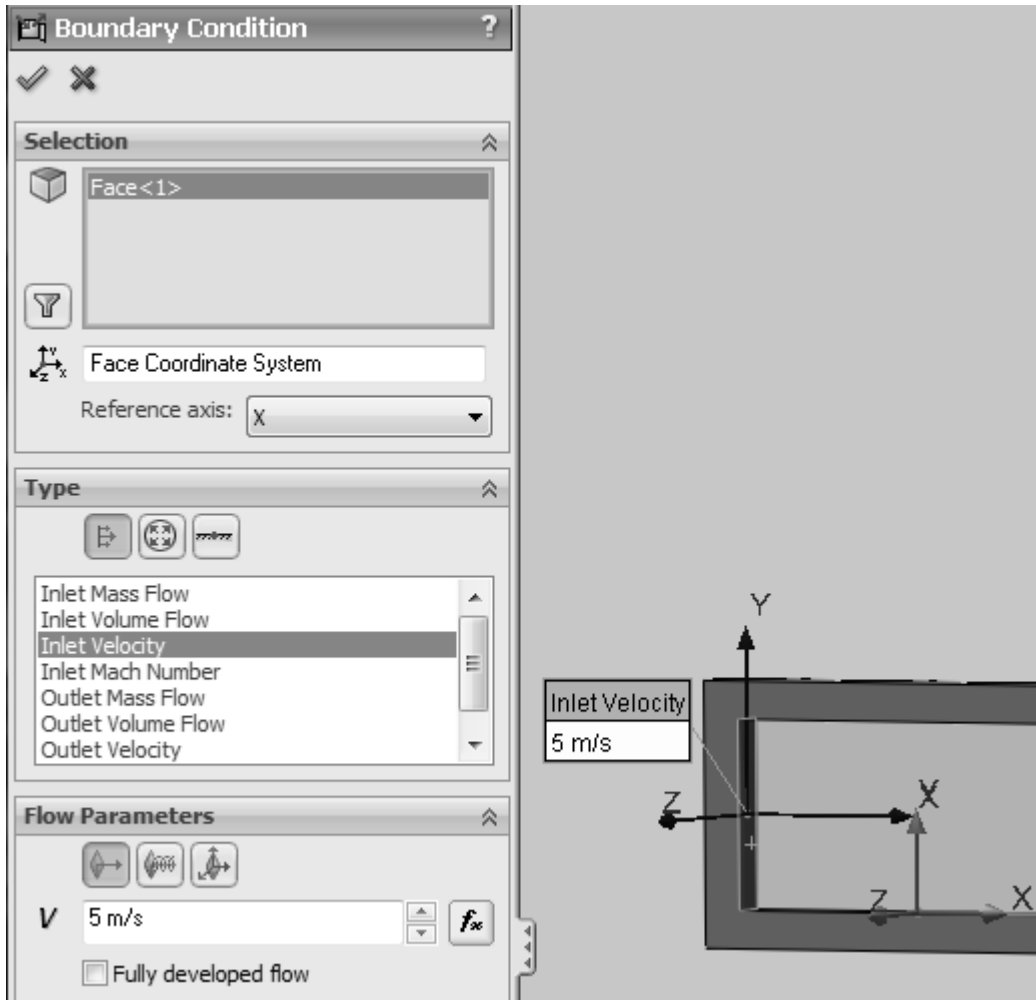 Boundary Condition ?
Selection
Face<1>
Y
X
Z
Face Coordinate System
Reference axis: X
Type
Inlet Mass Flow
Inlet Volume Flow
Inlet Velocity
Inlet Mach Number
Outlet Mass Flow
Outlet Volume Flow
Outlet Velocity
Flow Parameters
V 5 m/s fx
Fully developed flow
Y
Inlet Velocity
5 m/s
Z X
Z X